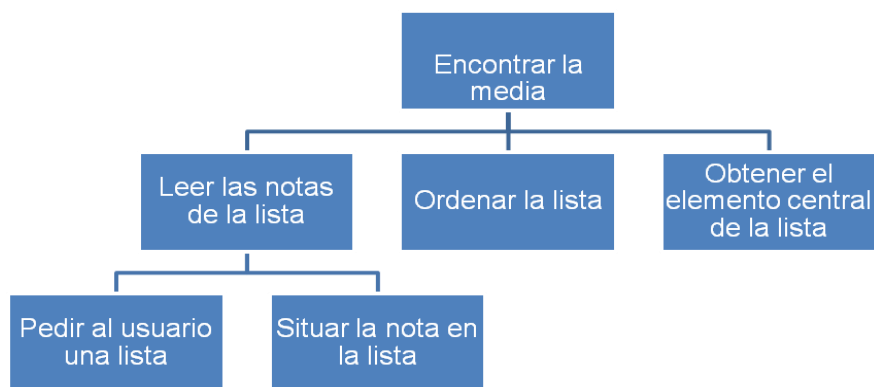 Encontrar la
media
Leer las notas
de la lista
Ordenar la lista
Obtener el
elemento central
de la lista
Pedir al usuario
una lista
Situar la nota en
la lista